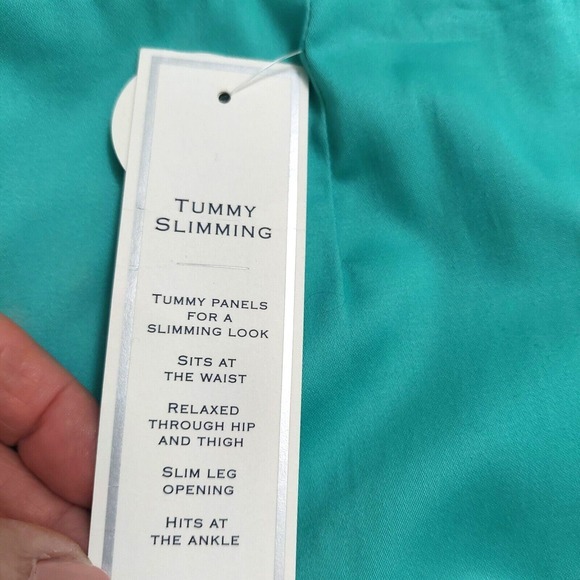 TUMMY
SLIMMING
TUMMY PANELS
FOR A
SLIMMING LOOK
SITS AT
THE WAIST
RELAXED
THROUGH HIP
AND THIGH
SLIM LEG
OPENING
HITS AT
THE ANKLE